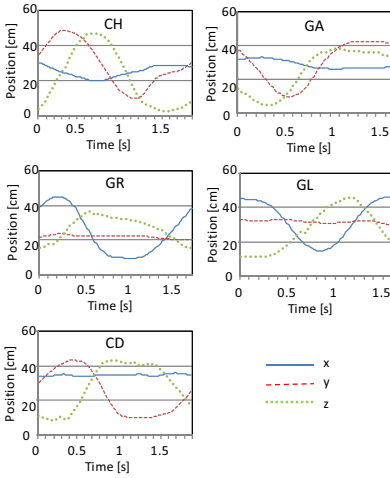 CH
Position [cm]
60
40
20
0
0 0.5 1 1.5
Time [s]
GA
Position [cm]
60
40
20
0
0 0.5 1 1.5
Time [s]
GR
Position [cm]
60
40
20
0
0 0.5 1 1.5
Time [s]
GL
Position [cm]
60
40
20
0
0 0.5 1 1.5
Time [s]
CD
Position [cm]
60
40
20
0
0 0.5 1 1.5
Time [s]
x
y
z